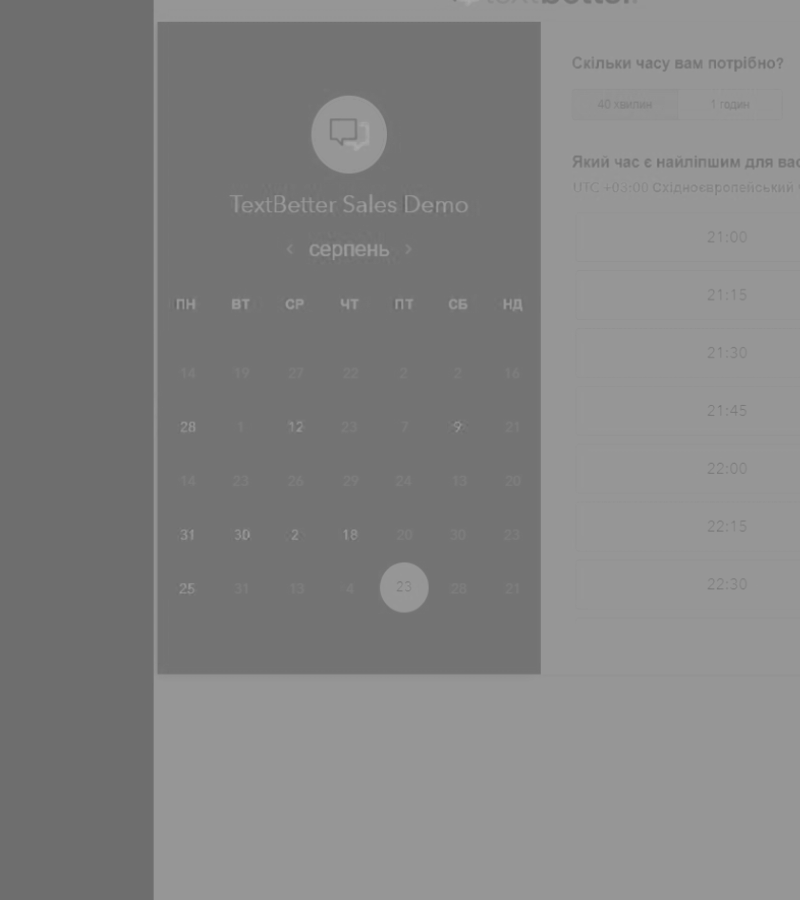 textbetter.
Скільки часу вам потрібно?
40 хвилин 1 годин
TextBetter Sales Demo
‹ серпень ›
ПН ВТ СР ЧТ ПТ СБ НД
14 19 27 22 2 2 16
28 1 12 23 7 9 21
14 23 26 29 24 13 20
31 30 2 18 20 30 23
25 31 13 4 23 28 21
Який час є найліпшим для
UTC +03:00 Східноєвропейський
21:00
21:15
21:30
21:45
22:00
22:15
22:30